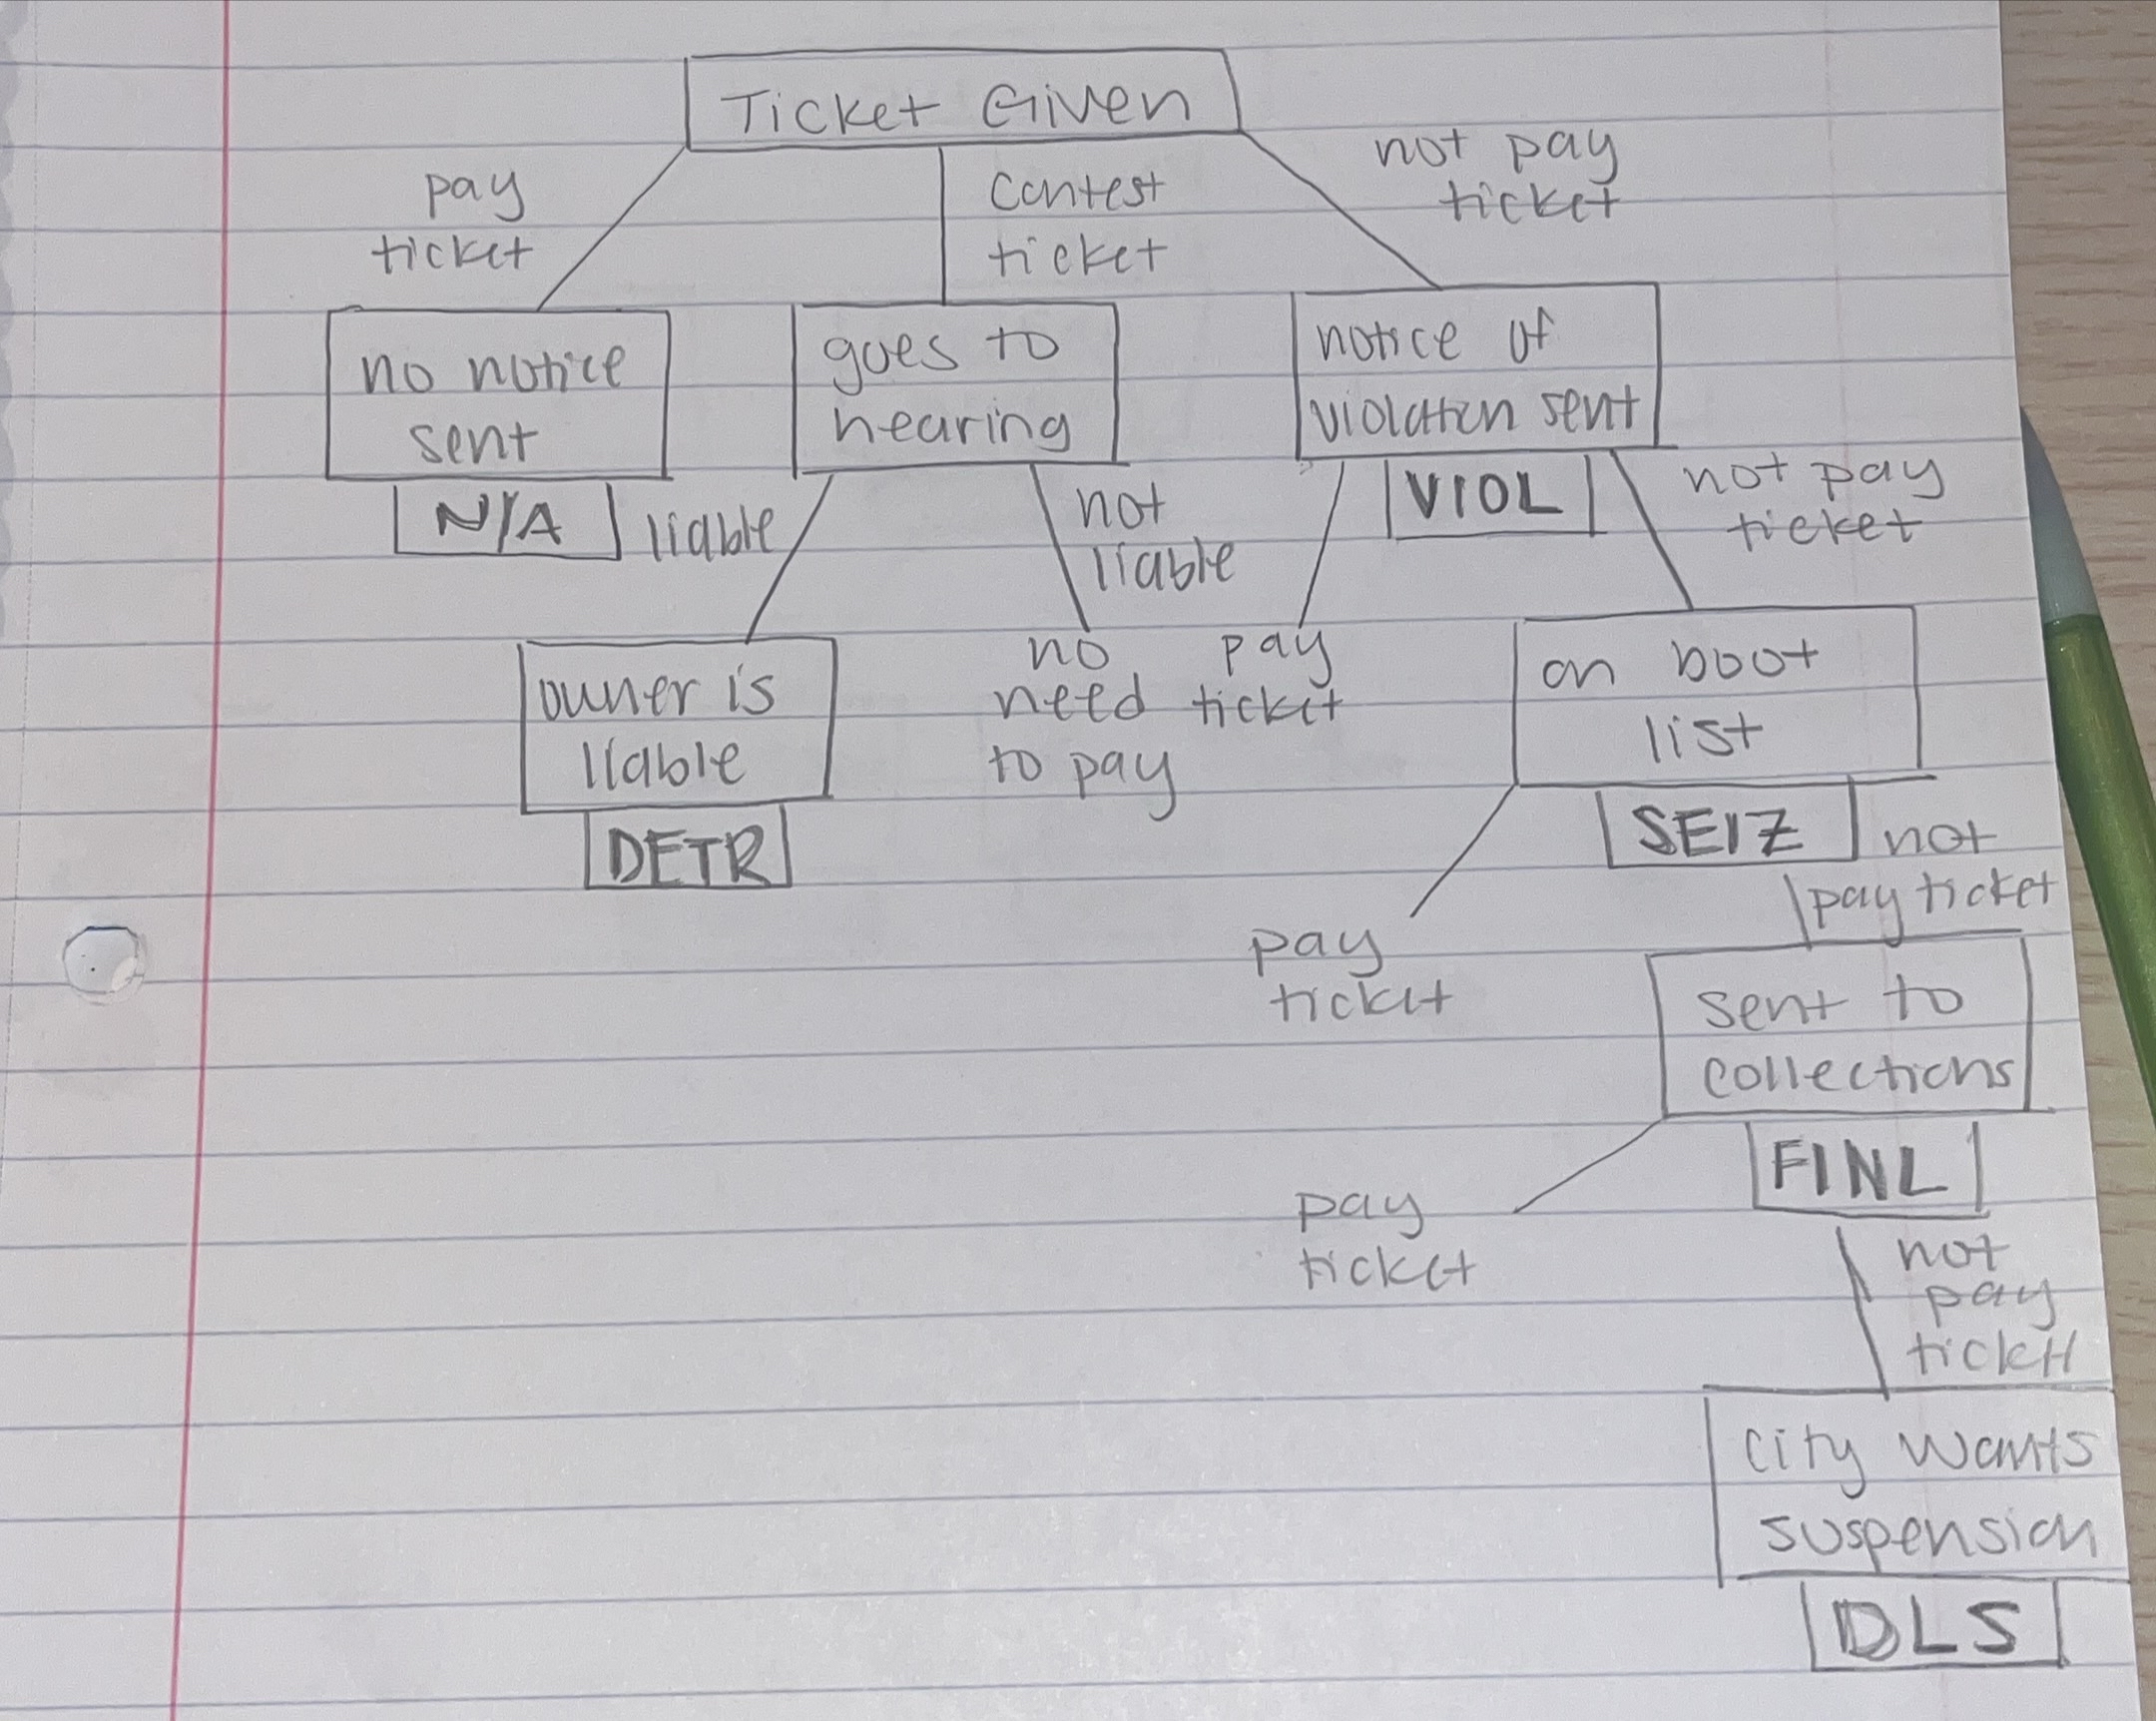 Ticket Given
pay
ticket
contest
ticket
not pay
ticket
no notice
sent
N/A
goes to
hearing
notice of
violation sent
VIOL
liable
not
liable
not pay
ticket
owner is
liable
DETR
no
need
to pay
pay
ticket
on boot
list
SEIZ
pay
ticket
not
pay ticket
sent to
collections
FINL
pay
ticket
not
pay
ticket
city wants
suspension
DLS